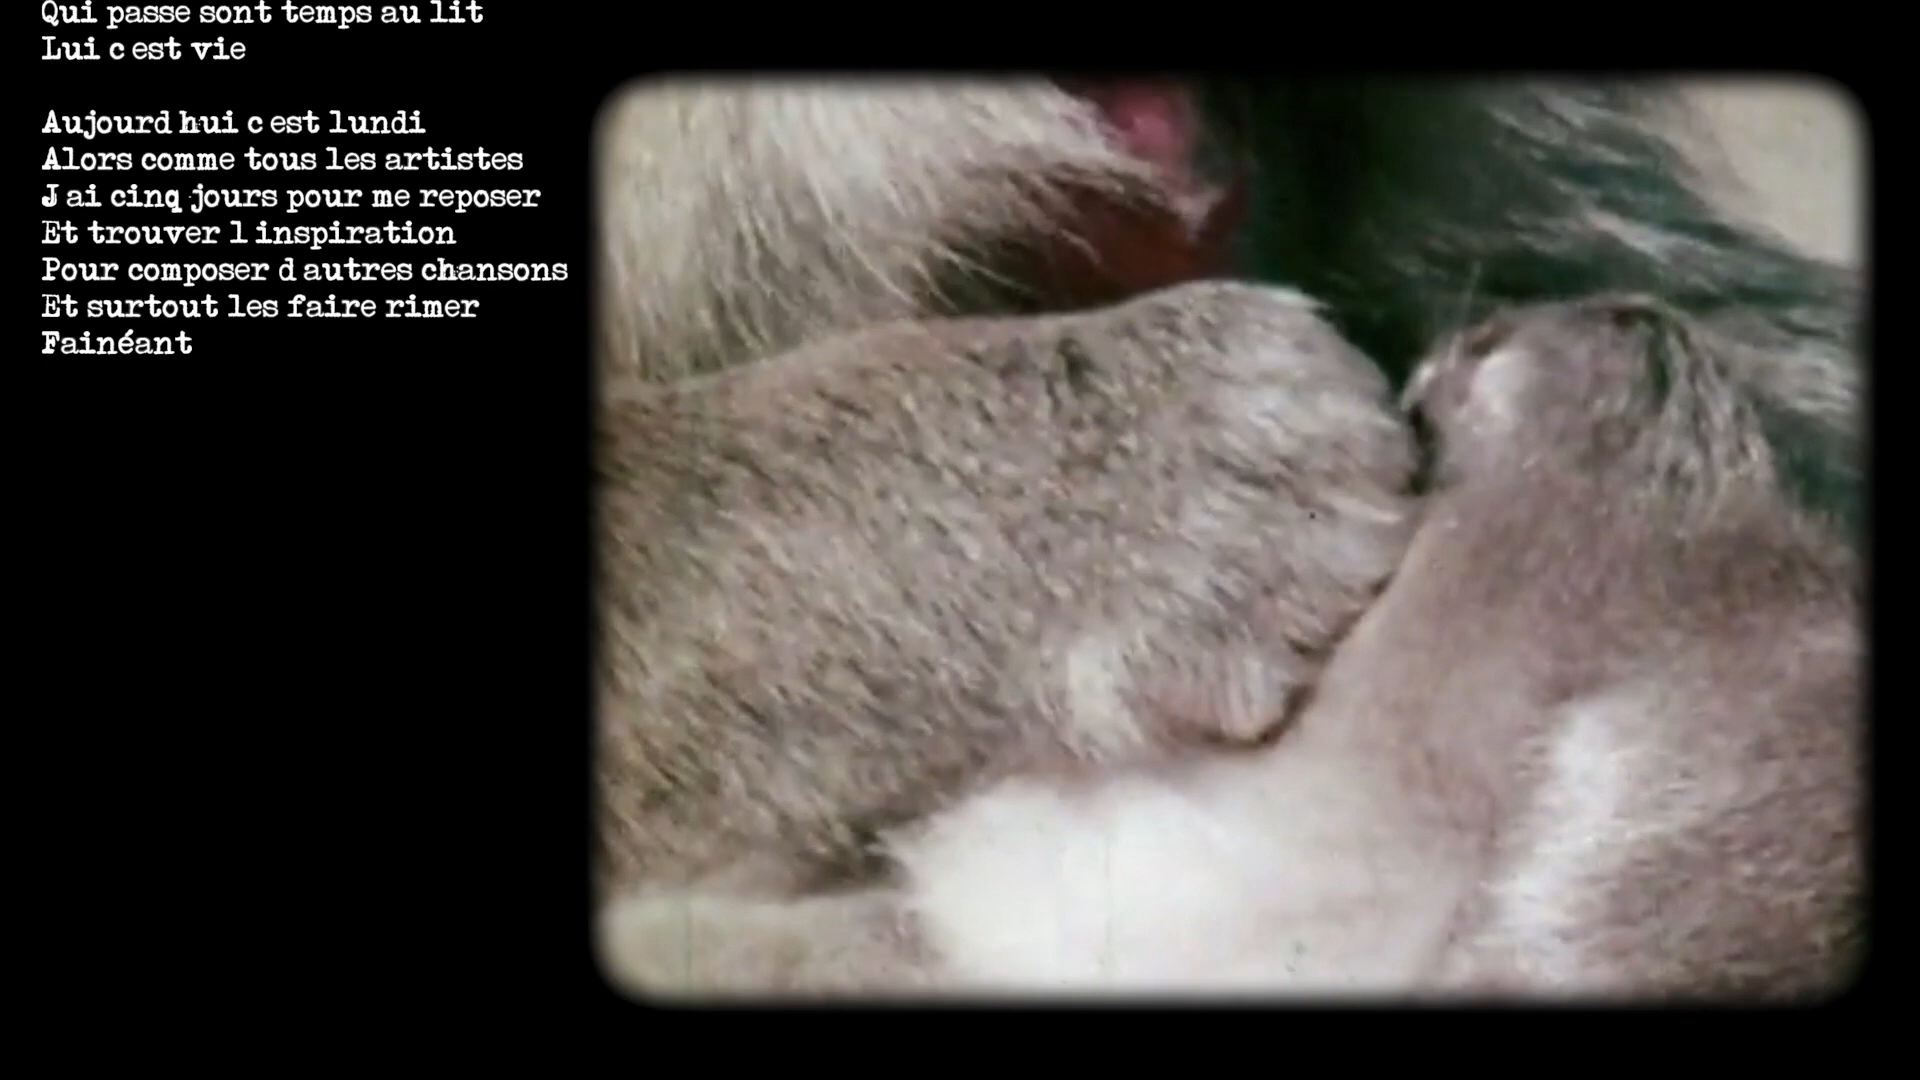 Qui passe sont temps au lit
Lui c est vie
Aujourd hui c est lundi
Alors comme tous les artistes
J ai cinq jours pour me reposer
Et trouver l inspiration
Pour composer d autres chansons
Et surtout les faire rimer
Fainéant